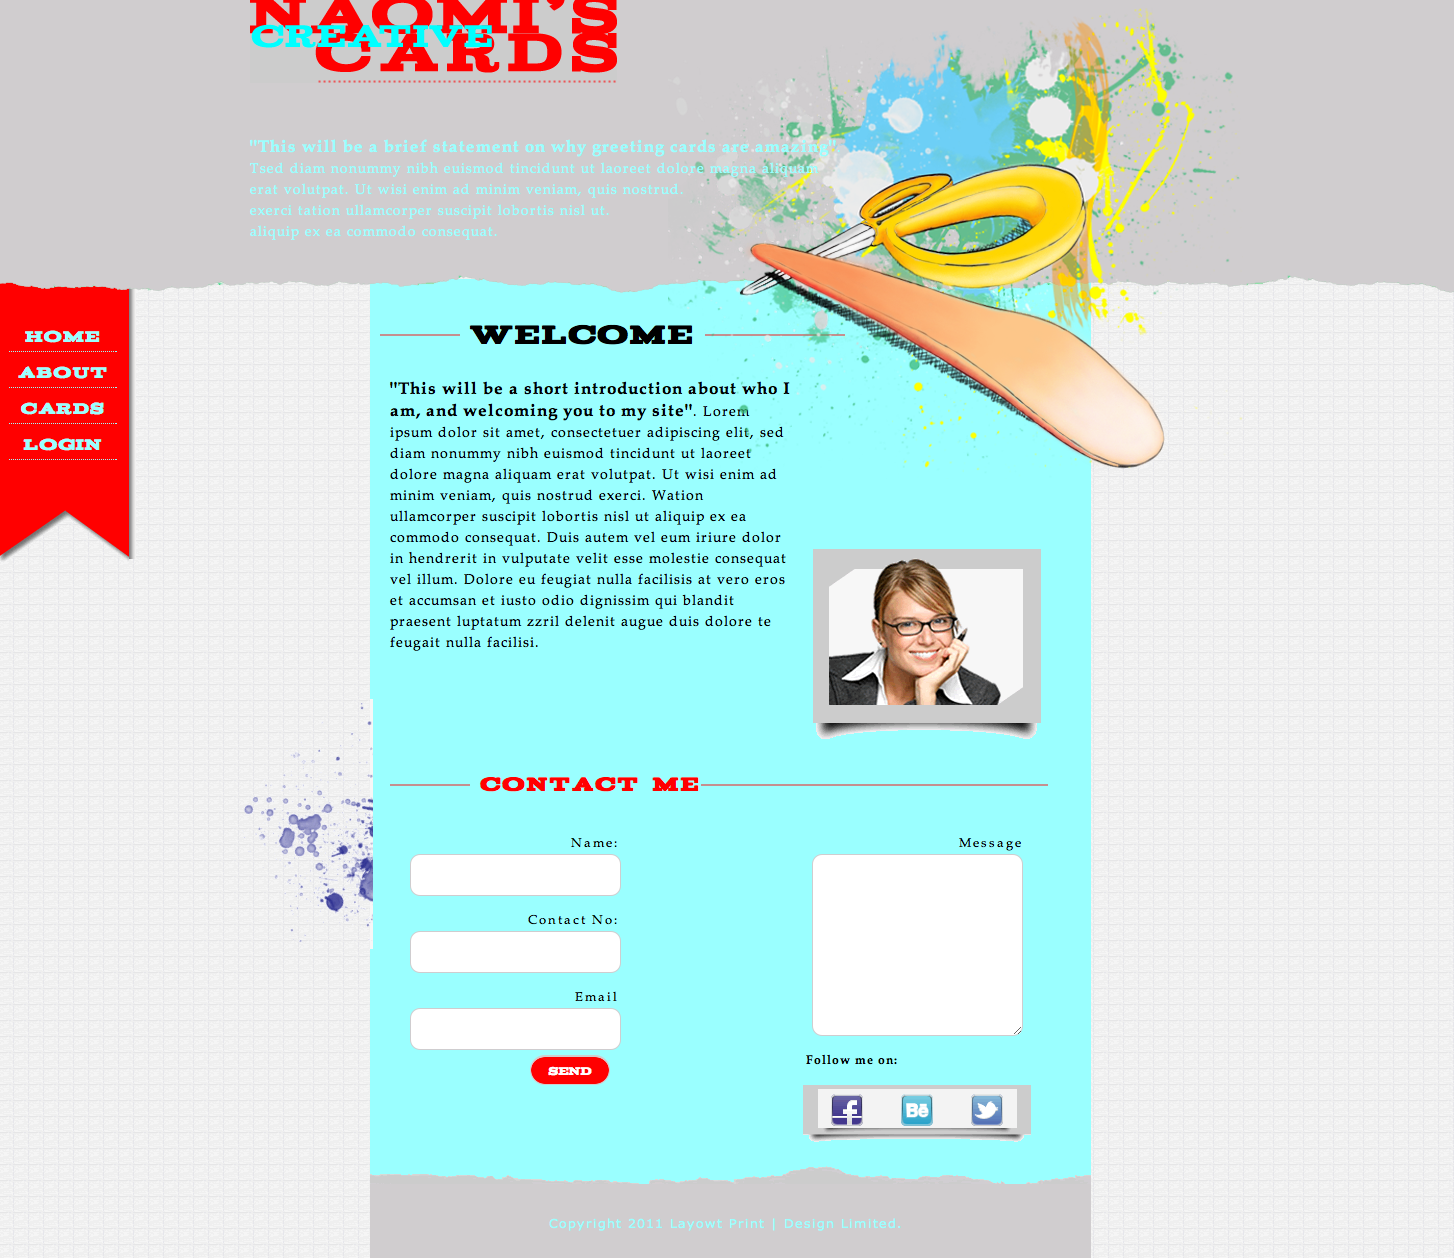 NAOMI'S
CREATIVE
CARDS
"This will be a brief statement on why greeting cards are amazing"
Tsed diam nonummy nibh euismod tincidunt ut laoreet dolore magna aliquam
erat volutpat. Ut wisi enim ad minim veniam, quis nostrud.
exerci tation ullamcorper suscipit lobortis nisl ut.
aliquip ex ea commodo consequat.
HOME
ABOUT
CARDS
LOGIN
WELCOME
"This will be a short introduction about who I
am, and welcoming you to my site". Lorem
ipsum dolor sit amet, consectetuer adipiscing elit, sed
diam nonummy nibh euismod tincidunt ut laoreet
dolore magna aliquam erat volutpat. Ut wisi enim ad
minim veniam, quis nostrud exerci. Wation
ullamcorper suscipit lobortis nisl ut aliquip ex ea
commodo consequat. Duis autem vel eum iriure dolor
in hendrerit in vulputate velit esse molestie consequat
vel illum. Dolore eu feugiat nulla facilisis at vero eros
et accumsan et iusto odio dignissim qui blandit
praesent luptatum zzril delenit augue duis dolore te
feugait nulla facilisi.
CONTACT ME
Name:
Message
Contact No:
Email
SEND
Follow me on:
f Bē
Copyright 2011 Layowt Print | Design Limited.